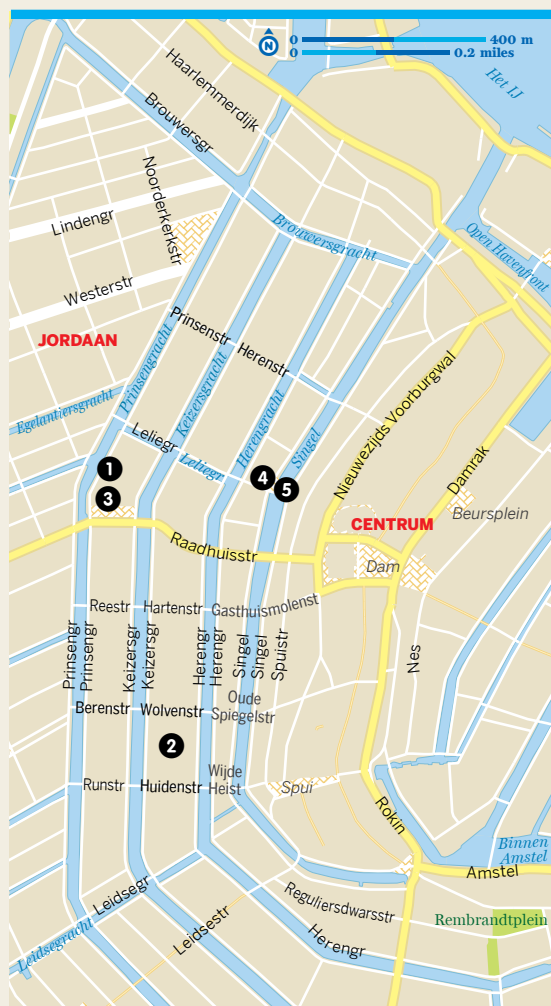 0 400 m
N
0 0.2 miles
Het IJ
Haarlemmerdijk
Brouwersgr
Noorderkerkstr
Lindengr
Brouwersgracht
Open Havenfront
Westerstr
JORDAAN
Prinsenstr
Herenstr
Prinsengracht
Keizersgracht
Egelantiersgracht
Herengracht
Singel
Nieuwezijds Voorburgwal
Leliegr
Leliegr
Damrak
1
4
5
3
Beursplein
CENTRUM
Raadhuisstr
Dam
Reestr
Hartenstr
Gasthuismolenst
Prinsengr
Prinsengr
Keizersgr
Keizersgr
Herengr
Herengr
Singel
Singel
Spuistr
Nes
Berenstr
Wolvenstr
Oude
Spiegelstr
2
Wijde
Heist
Runstr
Huidenstr
Spui
Rokin
Binnen
Amstel
Amstel
Leidsegr
Reguliersdwarsstr
Rembrandtplein
Leidsegracht
Leidsestr
Herengr